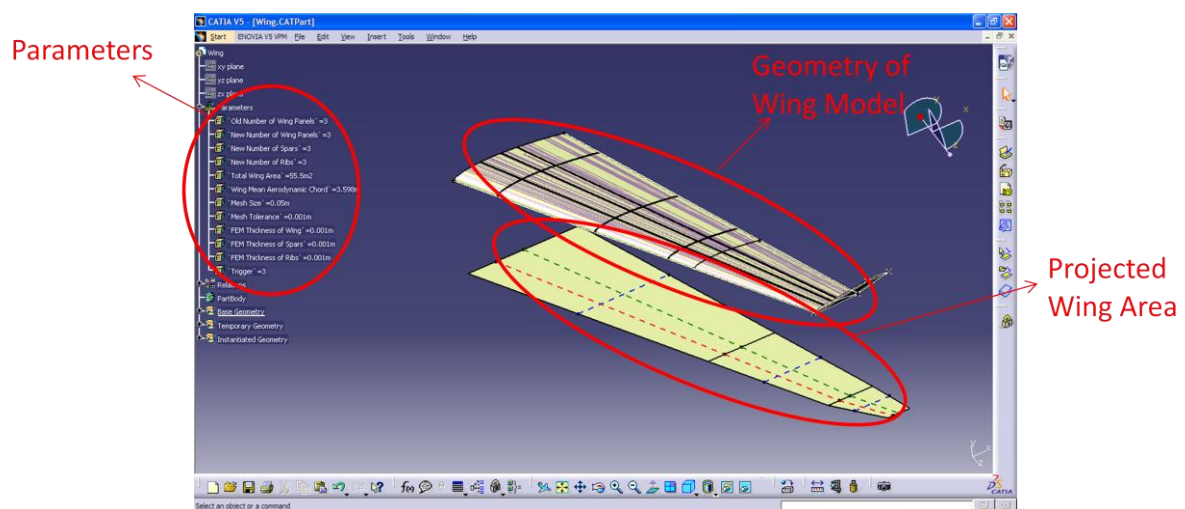 CATIA V5 - [Wing.CATPart]
Start ENOVIA V5 VPM File Edit View Insert Tools Window Help
Parameters
Wing
xy plane
yz plane
zx plane
Parameters
`Old Number of Wing Panels`=3
`New Number of Wing Panels`=3
`New Number of Spars`=3
`New Number of Ribs`=3
`Total Wing Area`=55.5m2
`Wing Mean Aerodynamic Chord`=3.598m
`Mesh Size`=0.05m
`Mesh Tolerance`=0.001m
`FEM Thickness of Wing`=0.001m
`FEM Thickness of Spars`=0.001m
`FEM Thickness of Ribs`=0.001m
`Trigger`=3
Relations
PartBody
Base Geometry
Temporary Geometry
Instantiated Geometry
Geometry of
Wing Model
x
Projected
Wing Area
y
x
z
f(x)
CATIA
Select an object or a command